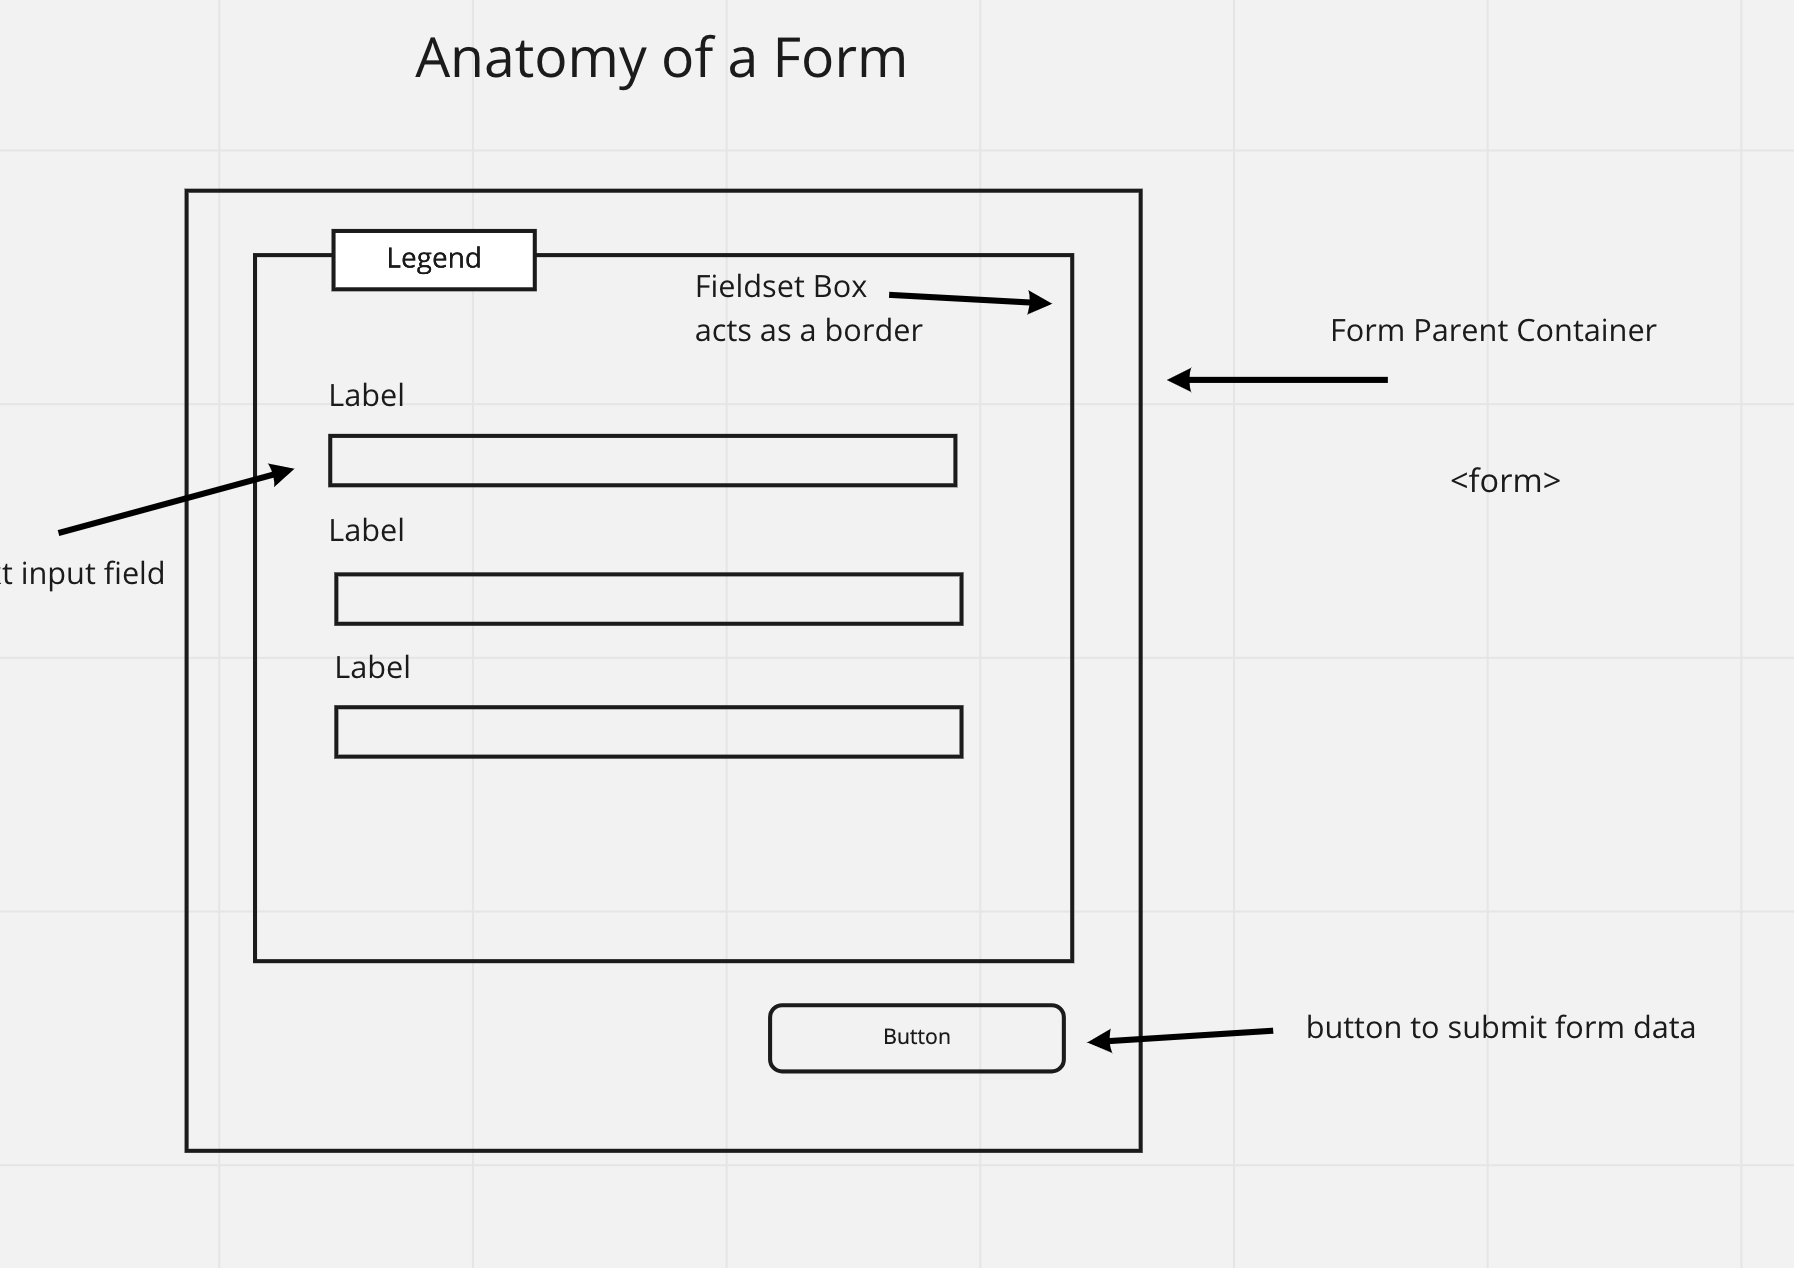 Anatomy of a Form
Legend
Fieldset Box
acts as a border
Form Parent Container
Label
<form>
Label
input field
Label
Button
button to submit form data